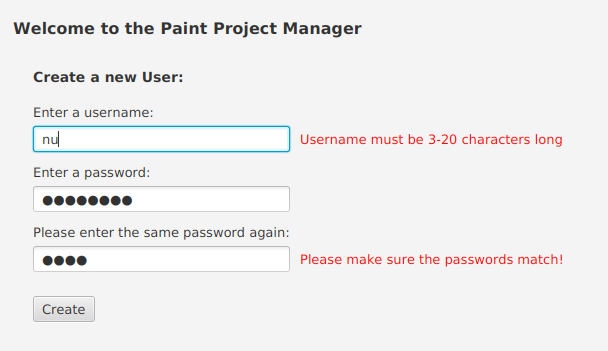 Welcome to the Paint Project Manager
Create a new User:
Enter a username:
nu
Username must be 3-20 characters long
Enter a password:
●●●●●●●●
Please enter the same password again:
●●●●
Please make sure the passwords match!
Create